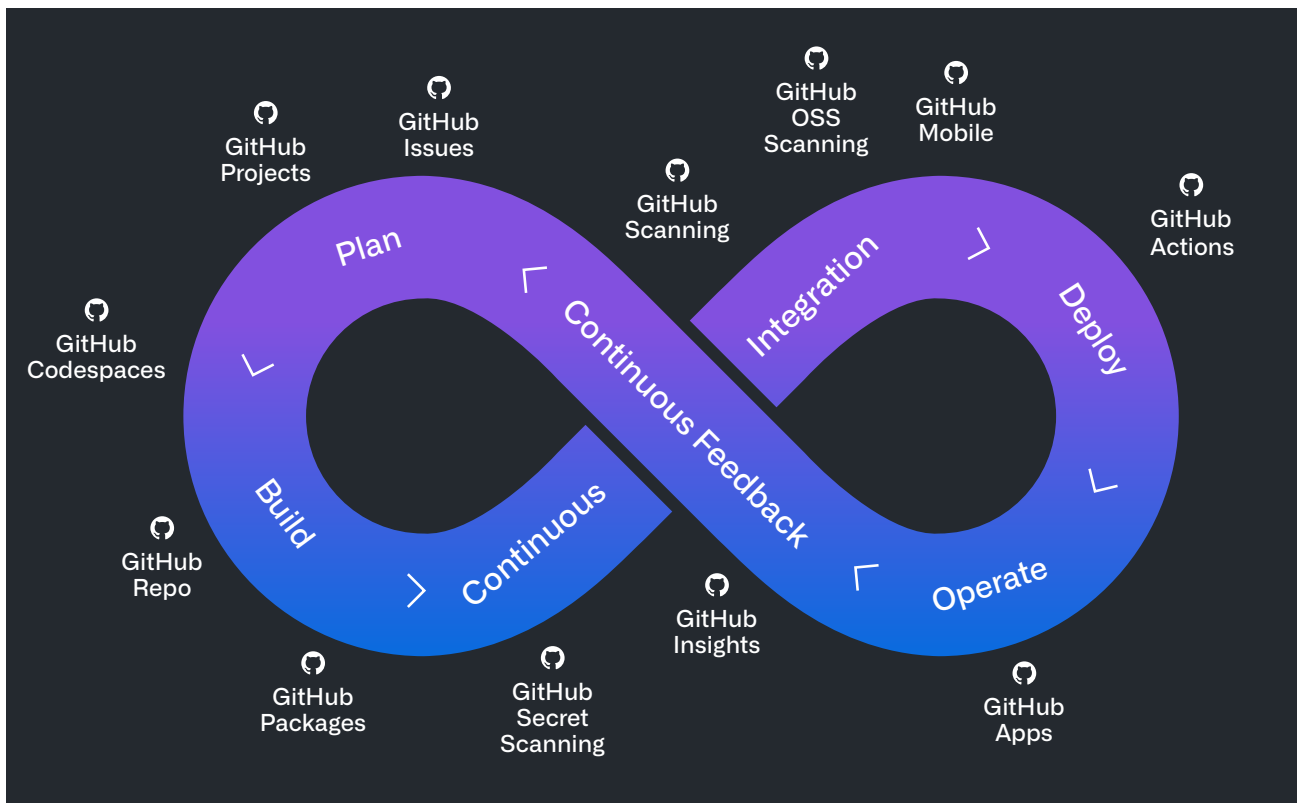 GitHub
OSS
Scanning
GitHub
Mobile
GitHub
Issues
GitHub
Projects
GitHub
Scanning
GitHub
Actions
Plan
Integration
Deploy
Continuous Feedback
GitHub
Codespaces
Build
Continuous
Operate
GitHub
Repo
GitHub
Insights
GitHub
Packages
GitHub
Secret
Scanning
GitHub
Apps